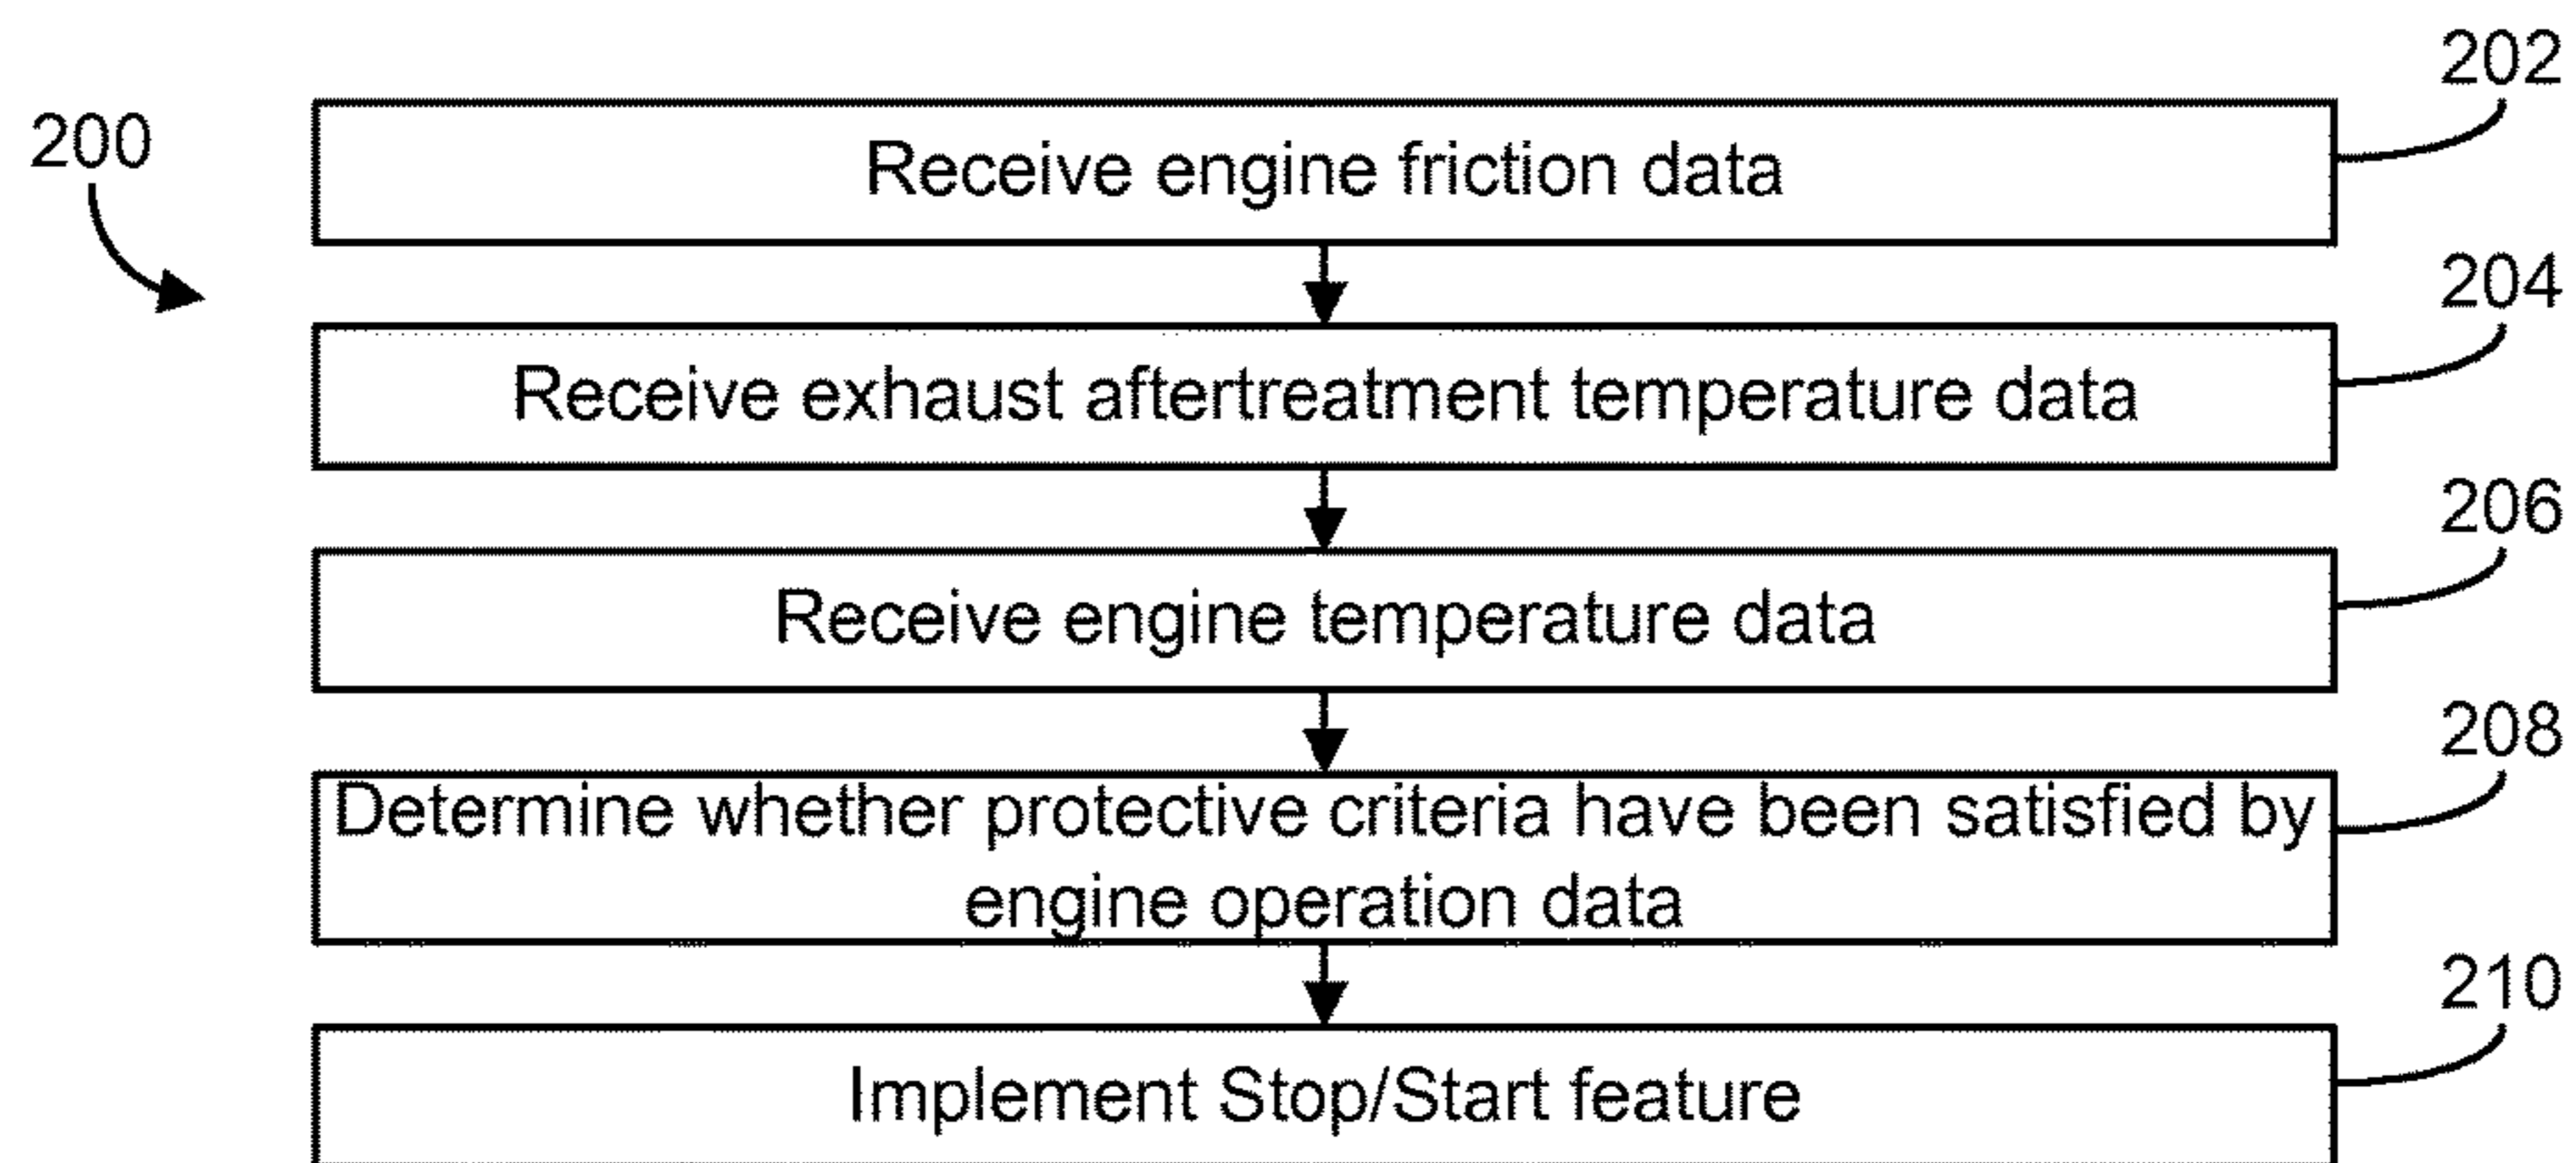 202
200
Receive engine friction data
204
Receive exhaust aftertreatment temperature data
206
Receive engine temperature data
208
Determine whether protective criteria have been satisfied by
engine operation data
210
Implement Stop/Start feature